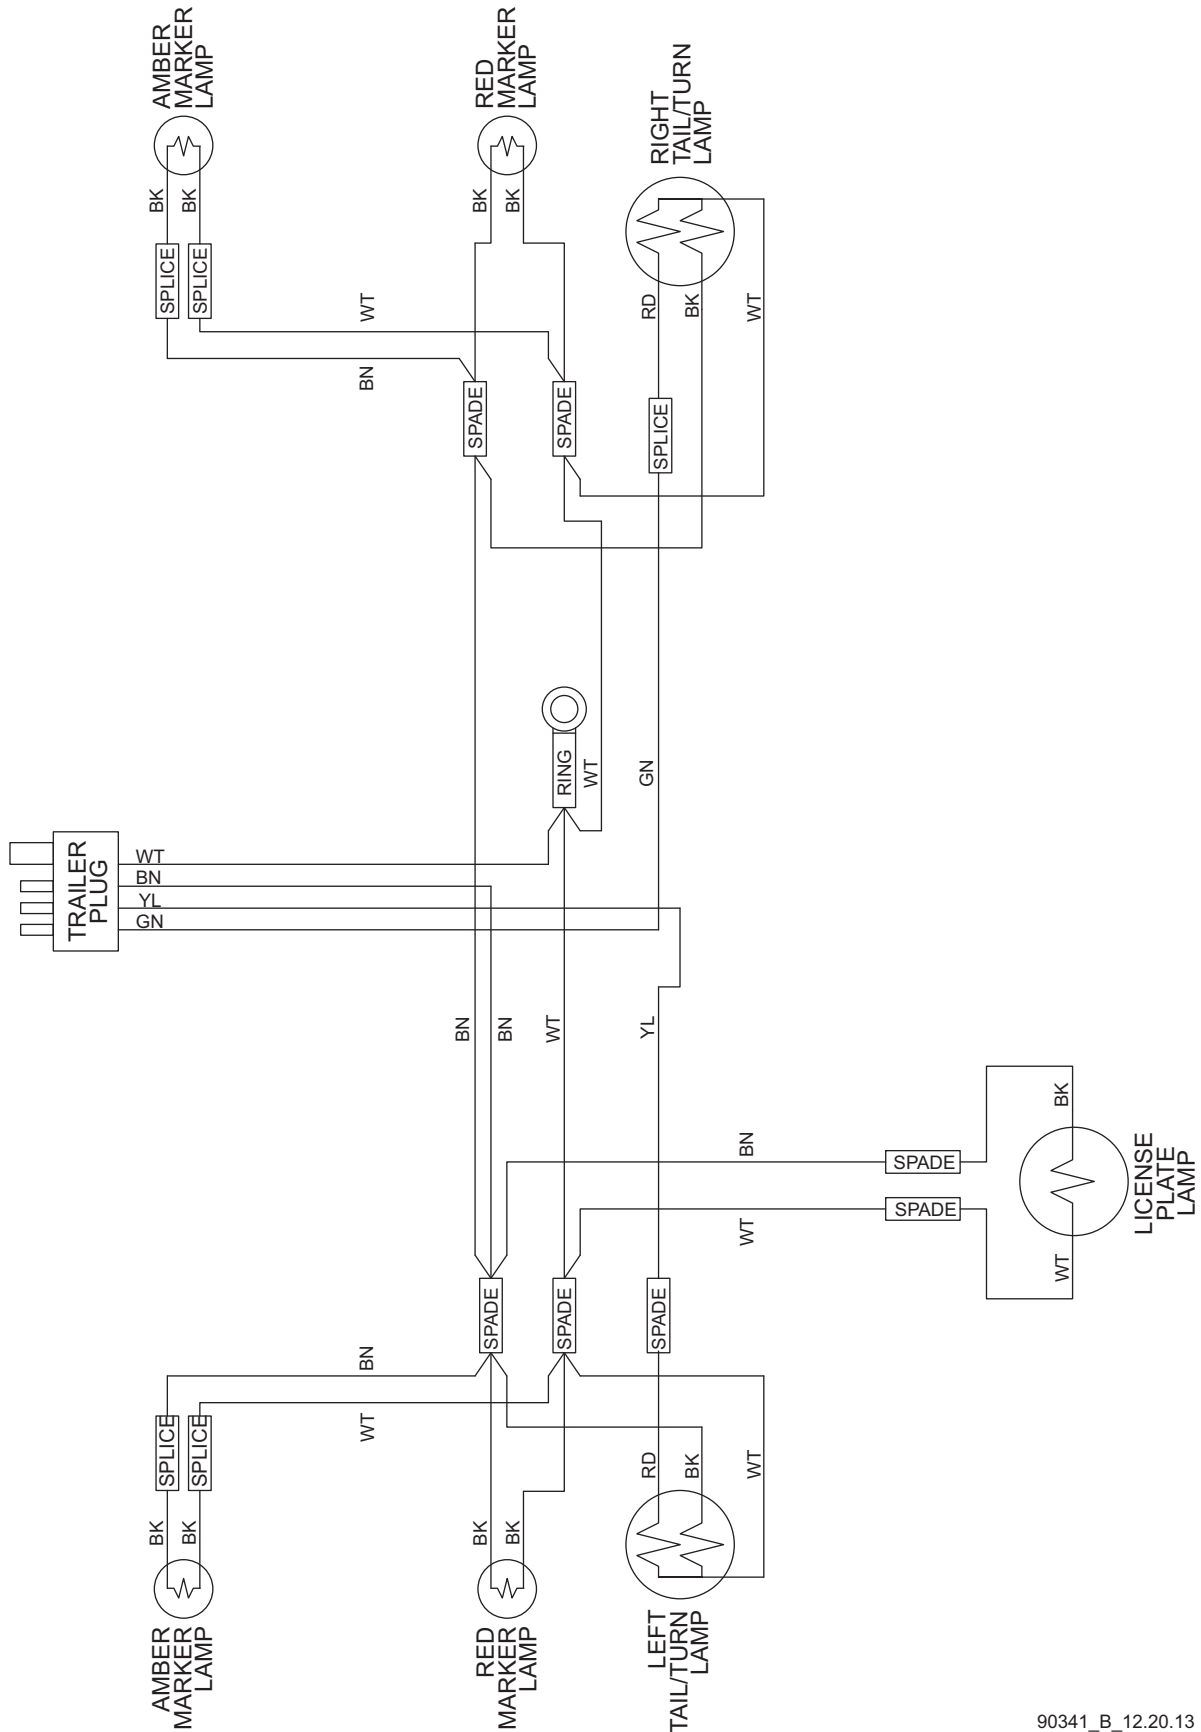 AMBER
MARKER
LAMP
RED
MARKER
LAMP
RIGHT
TAIL/TURN
LAMP
BK
BK
BK
BK
SPLICE
SPLICE
WT
BN
RD
BK
WT
SPADE
SPADE
SPLICE
RING
WT
GN
TRAILER
PLUG
WT
BN
YL
GN
BN
BN
WT
YL
BN
WT
SPADE
SPADE
BK
WT
LICENSE
PLATE
LAMP
SPADE
SPADE
SPADE
BN
WT
SPLICE
SPLICE
RD
BK
WT
BK
BK
BK
BK
AMBER
MARKER
LAMP
RED
MARKER
LAMP
LEFT
TAIL/TURN
LAMP
90341_B_12.20.13